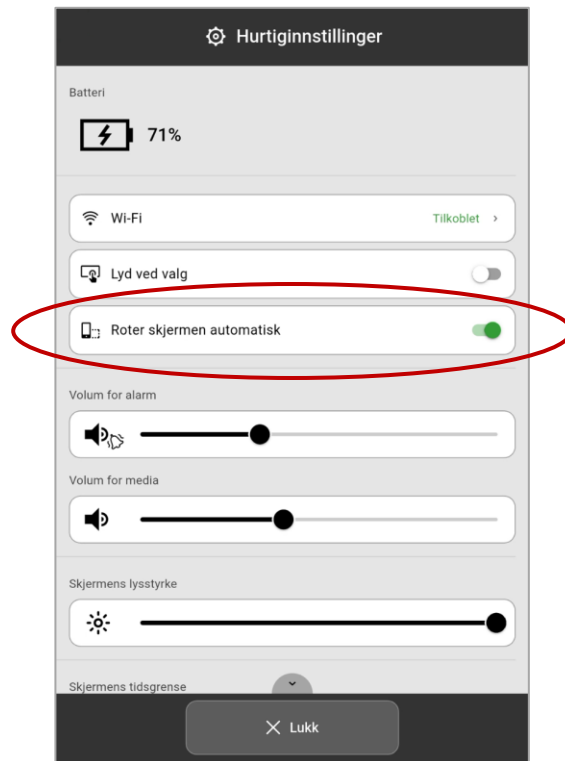 Hurtiginnstillinger
Batteri
71%
Wi-Fi Tilkoblet
Lyd ved valg
Roter skjermen automatisk
Volum for alarm
Volum for media
Skjermens lysstyrke
Skjermens tidsgrense
Lukk